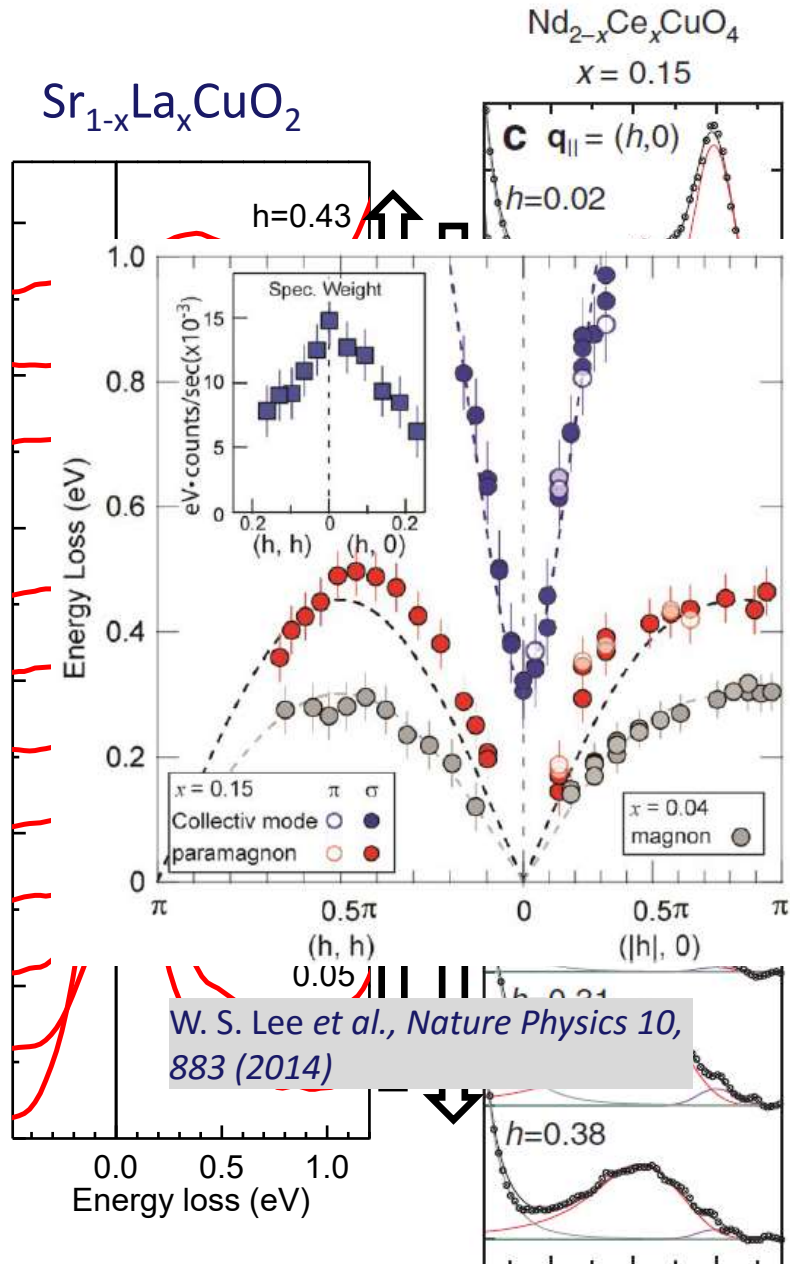 Nd₂₋ₓCeₓCuO₄
x = 0.15
Sr₁₋ₓLaₓCuO₂
c q|| = (h,0)
h=0.02
h=0.43
1.0
0.8
0.6
0.4
0.2
0
Energy Loss (eV)
Spec. Weight
eV•counts/sec(x10⁻³)
15
10
5
0
0.2 0 0.2
(h, h) (h, 0)
x = 0.15 π σ
Collectiv mode
paramagnon
x = 0.04
magnon
π 0.5π 0 0.5π π
(h, h) (|h|, 0)
0.05
W. S. Lee et al., Nature Physics 10,
883 (2014)
h=0.38
0.0 0.5 1.0
Energy loss (eV)